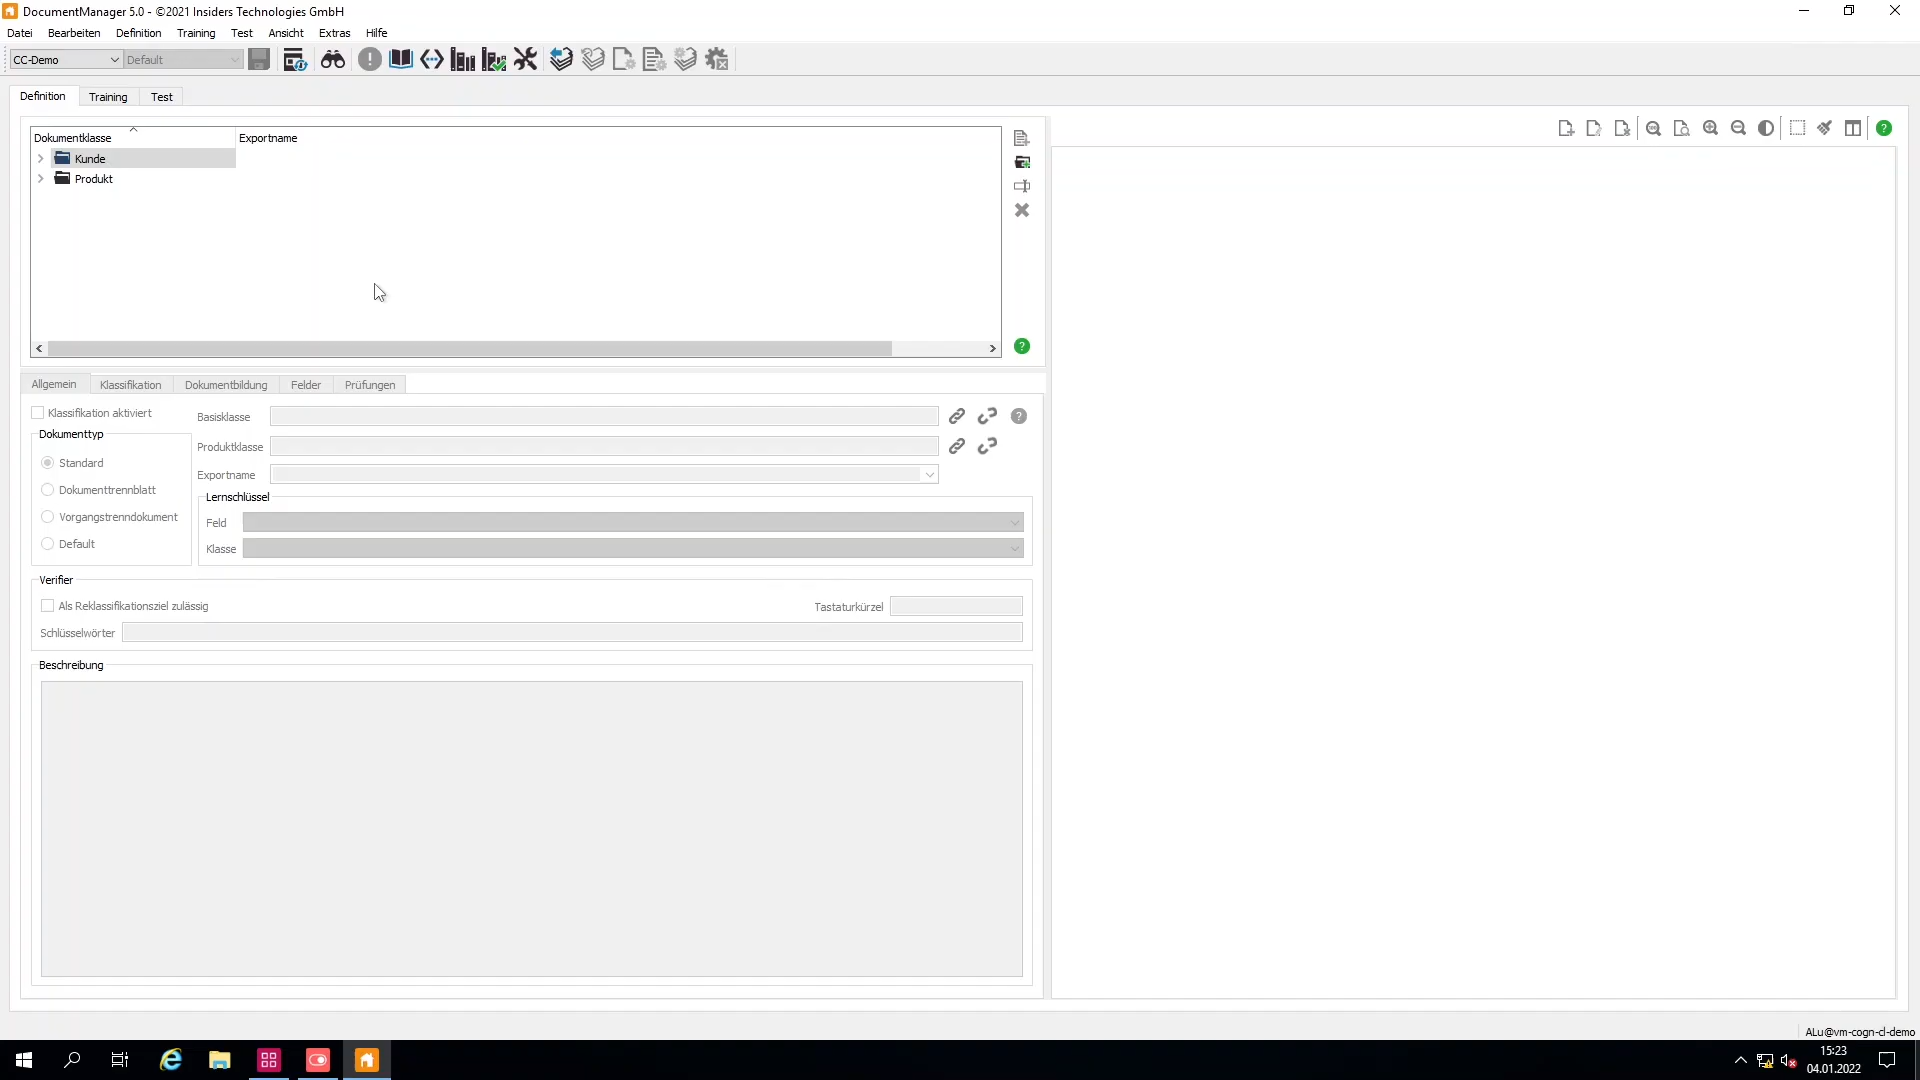 DocumentManager 5.0 - ©2021 Insiders Technologies GmbH
Datei Bearbeiten Definition Training Test Ansicht Extras Hilfe
CC-Demo Default
Definition Training Test
Dokumentklasse Exportname
Kunde
Produkt
Allgemein Klassifikation Dokumentbildung Felder Prüfungen
Klassifikation aktiviert Basisklasse
Dokumenttyp
Produktklasse
Standard
Exportname
Dokumenttrennblatt
Lernschlüssel
Vorgangstrenndokument
Feld
Default
Klasse
Verifier
Als Reklassifikationsziel zulässig Tastaturkürzel
Schlüsselwörter
Beschreibung
ALu@vm-cogn-cl-demo
15:23
04.01.2022